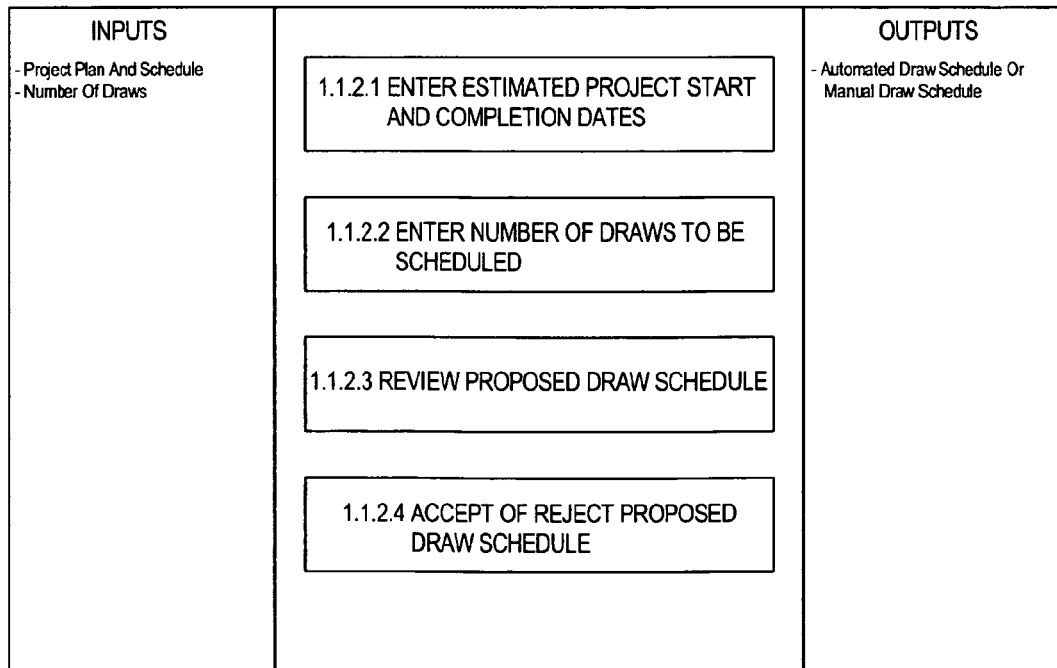 INPUTS
- Project Plan And Schedule
- Number Of Draws
1.1.2.1 ENTER ESTIMATED PROJECT START
AND COMPLETION DATES
1.1.2.2 ENTER NUMBER OF DRAWS TO BE
SCHEDULED
1.1.2.3 REVIEW PROPOSED DRAW SCHEDULE
1.1.2.4 ACCEPT OF REJECT PROPOSED
DRAW SCHEDULE
OUTPUTS
- Automated Draw Schedule Or
Manual Draw Schedule